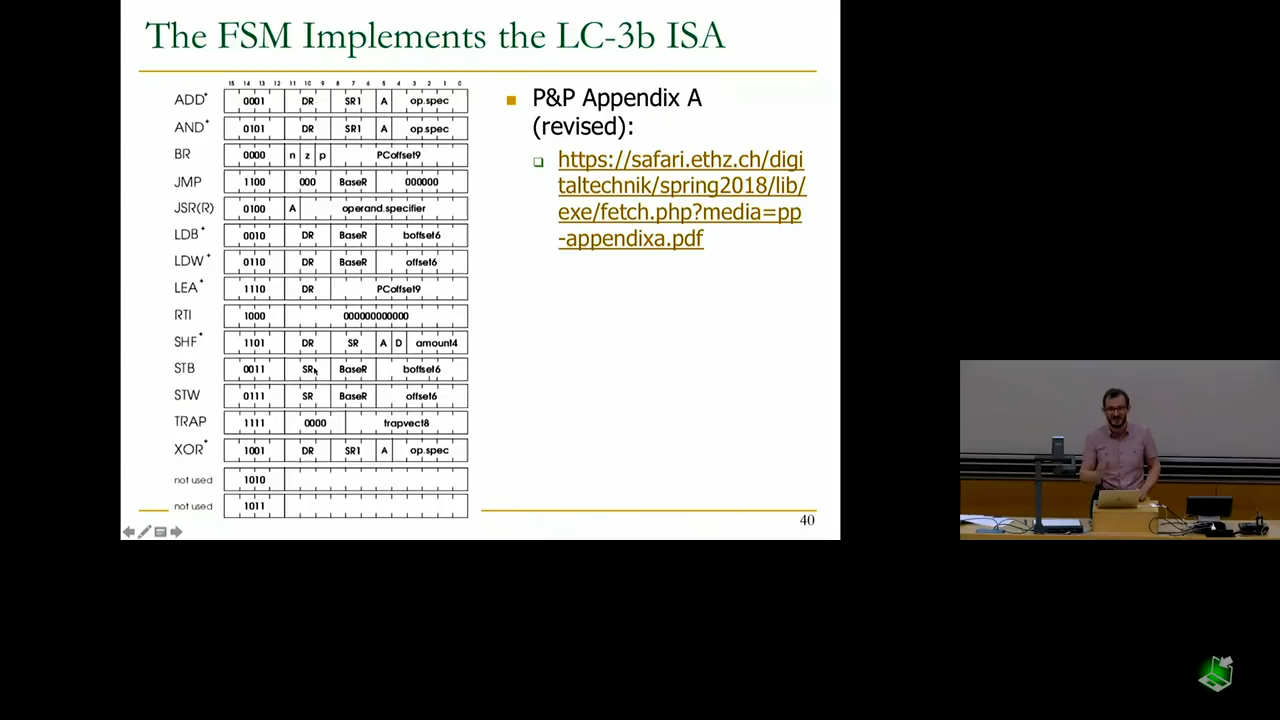 The FSM Implements the LC-3b ISA
15 14 13 12 11 10 9 8 7 6 5 4 3 2 1 0
ADD+ 0001 DR SR1 A op.spec
AND+ 0101 DR SR1 A op.spec
BR 0000 n z p PCoffset9
JMP 1100 000 BaseR 000000
JSR(R) 0100 A operand.specifier
LDB+ 0010 DR BaseR boffset6
LDW+ 0110 DR BaseR offset6
LEA+ 1110 DR PCoffset9
RTI 1000 000000000000
SHF+ 1101 DR SR A D amount4
STB 0011 SR BaseR boffset6
STW 0111 SR BaseR offset6
TRAP 1111 0000 trapvect8
XOR+ 1001 DR SR1 A op.spec
not used 1010
not used 1011
P&P Appendix A
(revised):
https://safari.ethz.ch/digi
taltechnik/spring2018/lib/
exe/fetch.php?media=pp
-appendixa.pdf
40